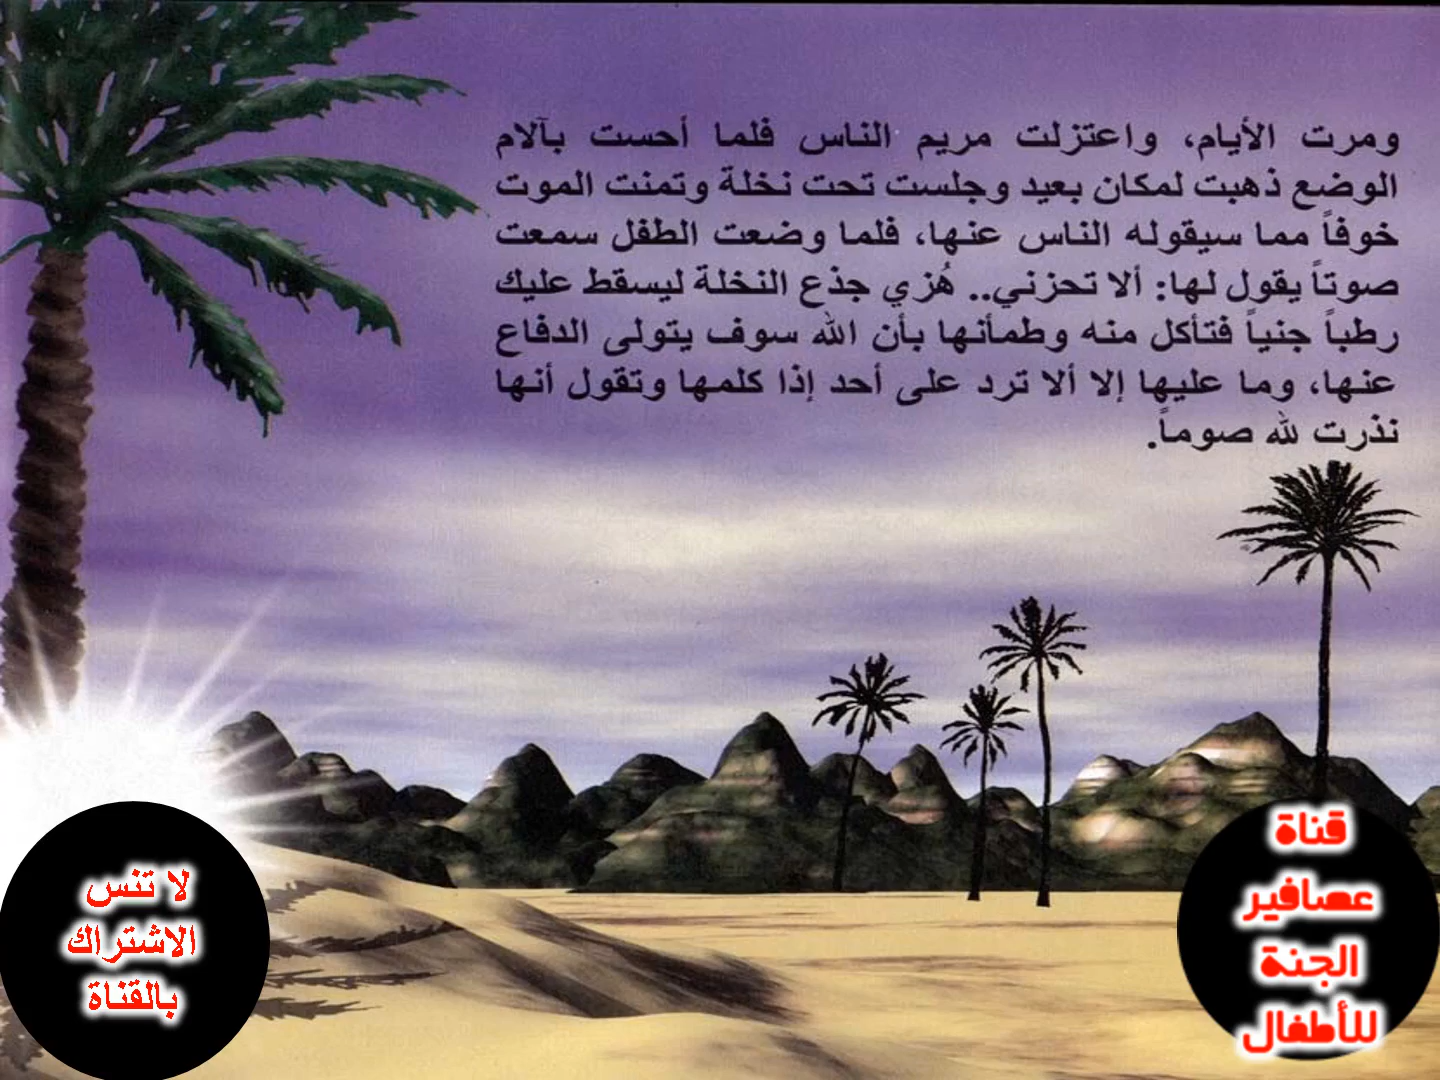 ومرت الأيام، واعتزلت مريم الناس فلما أحست بآلام
الوضع ذهبت لمكان بعيد وجلست تحت نخلة وتمنت الموت
خوفاً مما سيقوله الناس عنها، فلما وضعت الطفل سمعت
صوتاً يقول لها: ألا تحزني.. هُزي جذع النخلة ليسقط عليك
رطباً جنياً فتأكل منه وطمأنها بأن الله سوف يتولى الدفاع
عنها، وما عليها إلا ألا ترد على أحد إذا كلمها وتقول أنها
نذرت لله صوماً.
قناة
عصافير
الجنة
للأطفال
لا تنس
الاشتراك
بالقناة